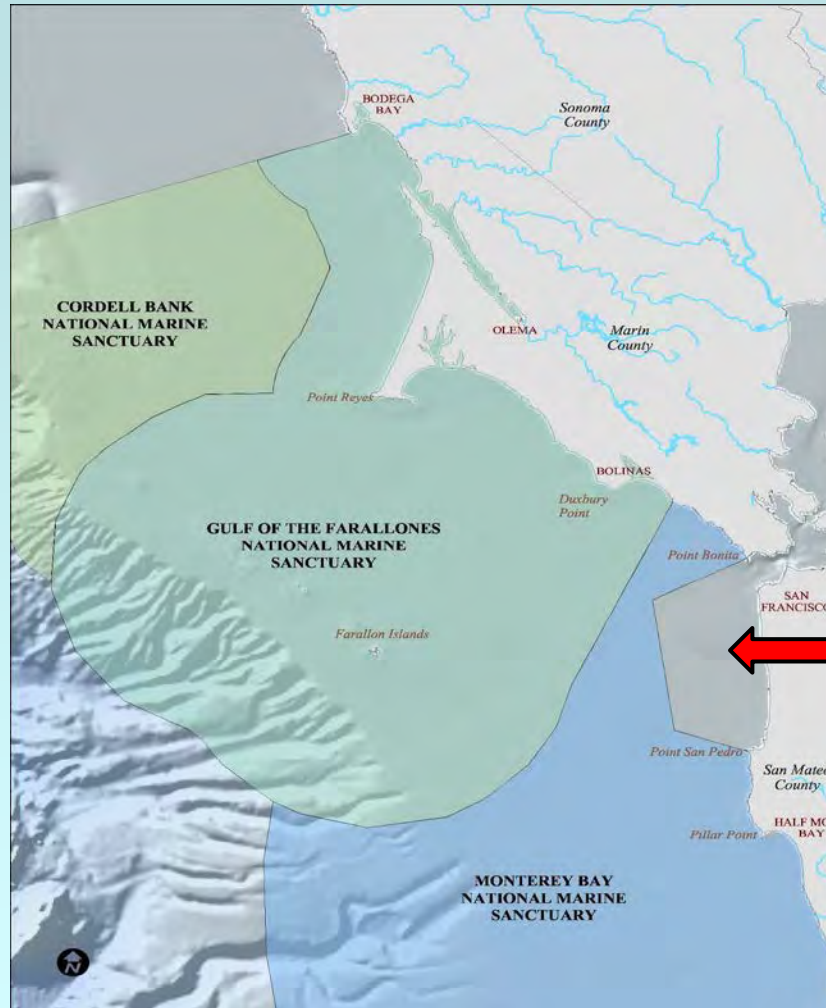 BODEGA
BAY
Sonoma
County
CORDELL BANK
NATIONAL MARINE
SANCTUARY
OLEMA
Marin
County
Point Reyes
BOLINAS
Duxbury
Point
GULF OF THE FARALLONES
NATIONAL MARINE
SANCTUARY
Point Bonita
SAN
FRANCISCO
Farallon Islands
Point San Pedro
San Mateo
County
Pillar Point
HALF MO
BAY
MONTEREY BAY
NATIONAL MARINE
SANCTUARY
N